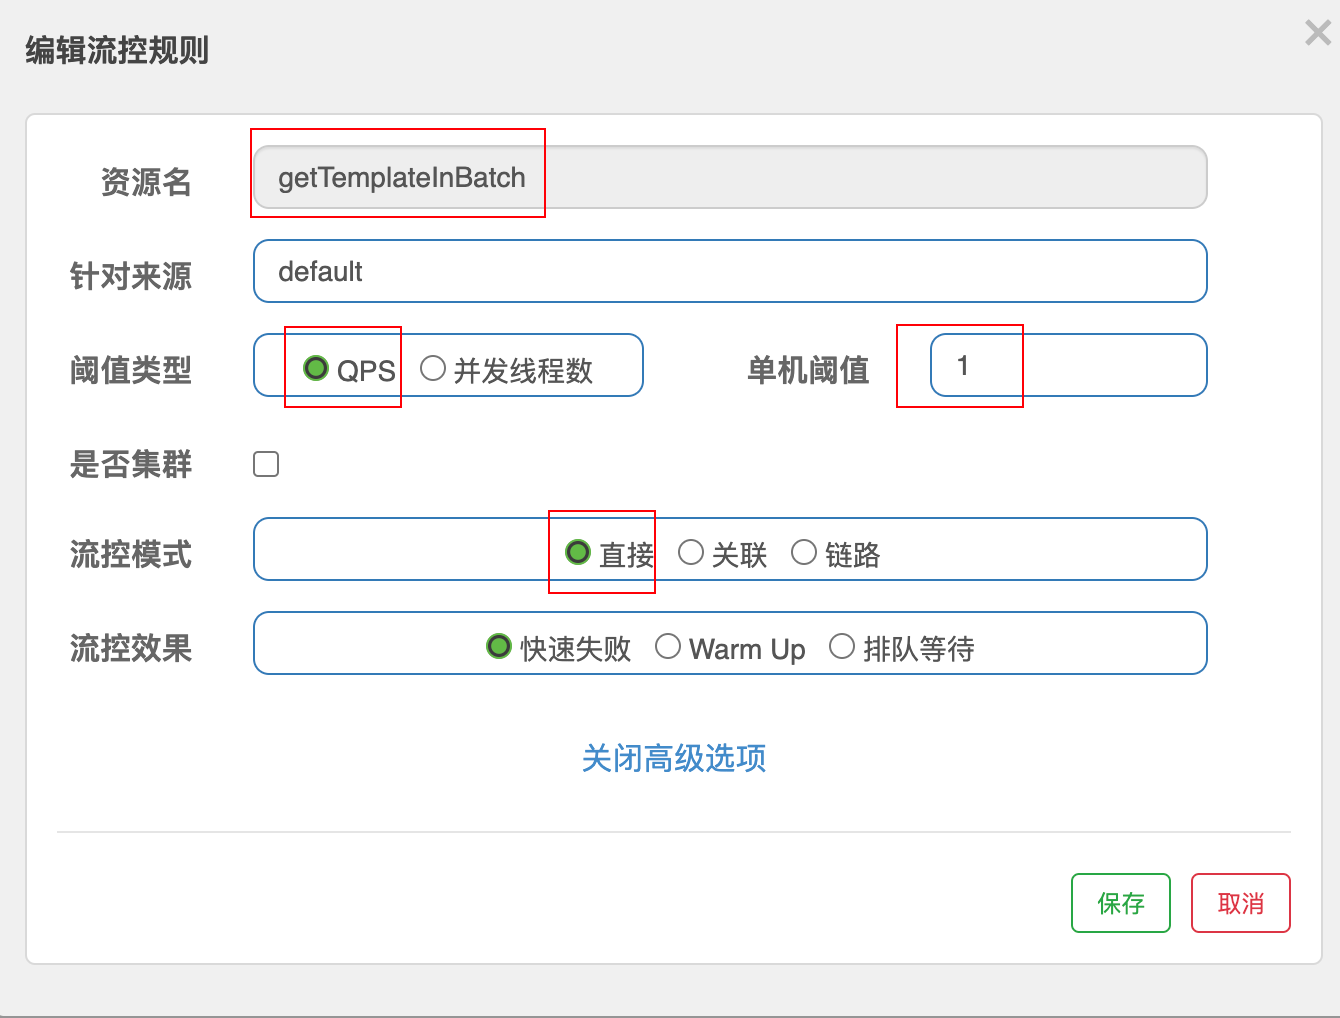 编辑流控规则
资源名 getTemplateInBatch
针对来源 default
阈值类型 QPS 并发线程数 单机阈值 1
是否集群
流控模式 直接 关联 链路
流控效果 快速失败 Warm Up 排队等待
关闭高级选项
保存 取消